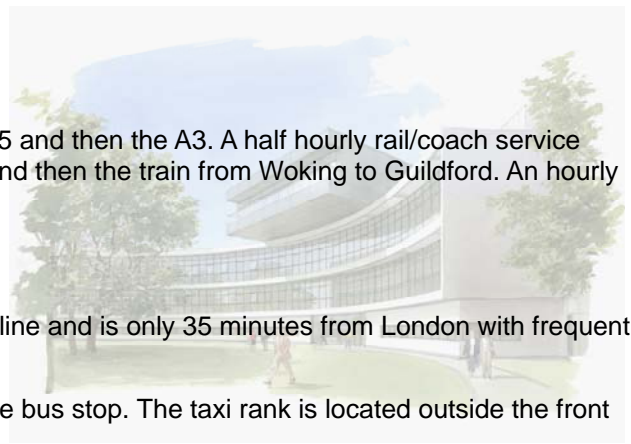 5 and then the A3. A half hourly rail/coach service
nd then the train from Woking to Guildford. An hourly
line and is only 35 minutes from London with frequent
e bus stop. The taxi rank is located outside the front